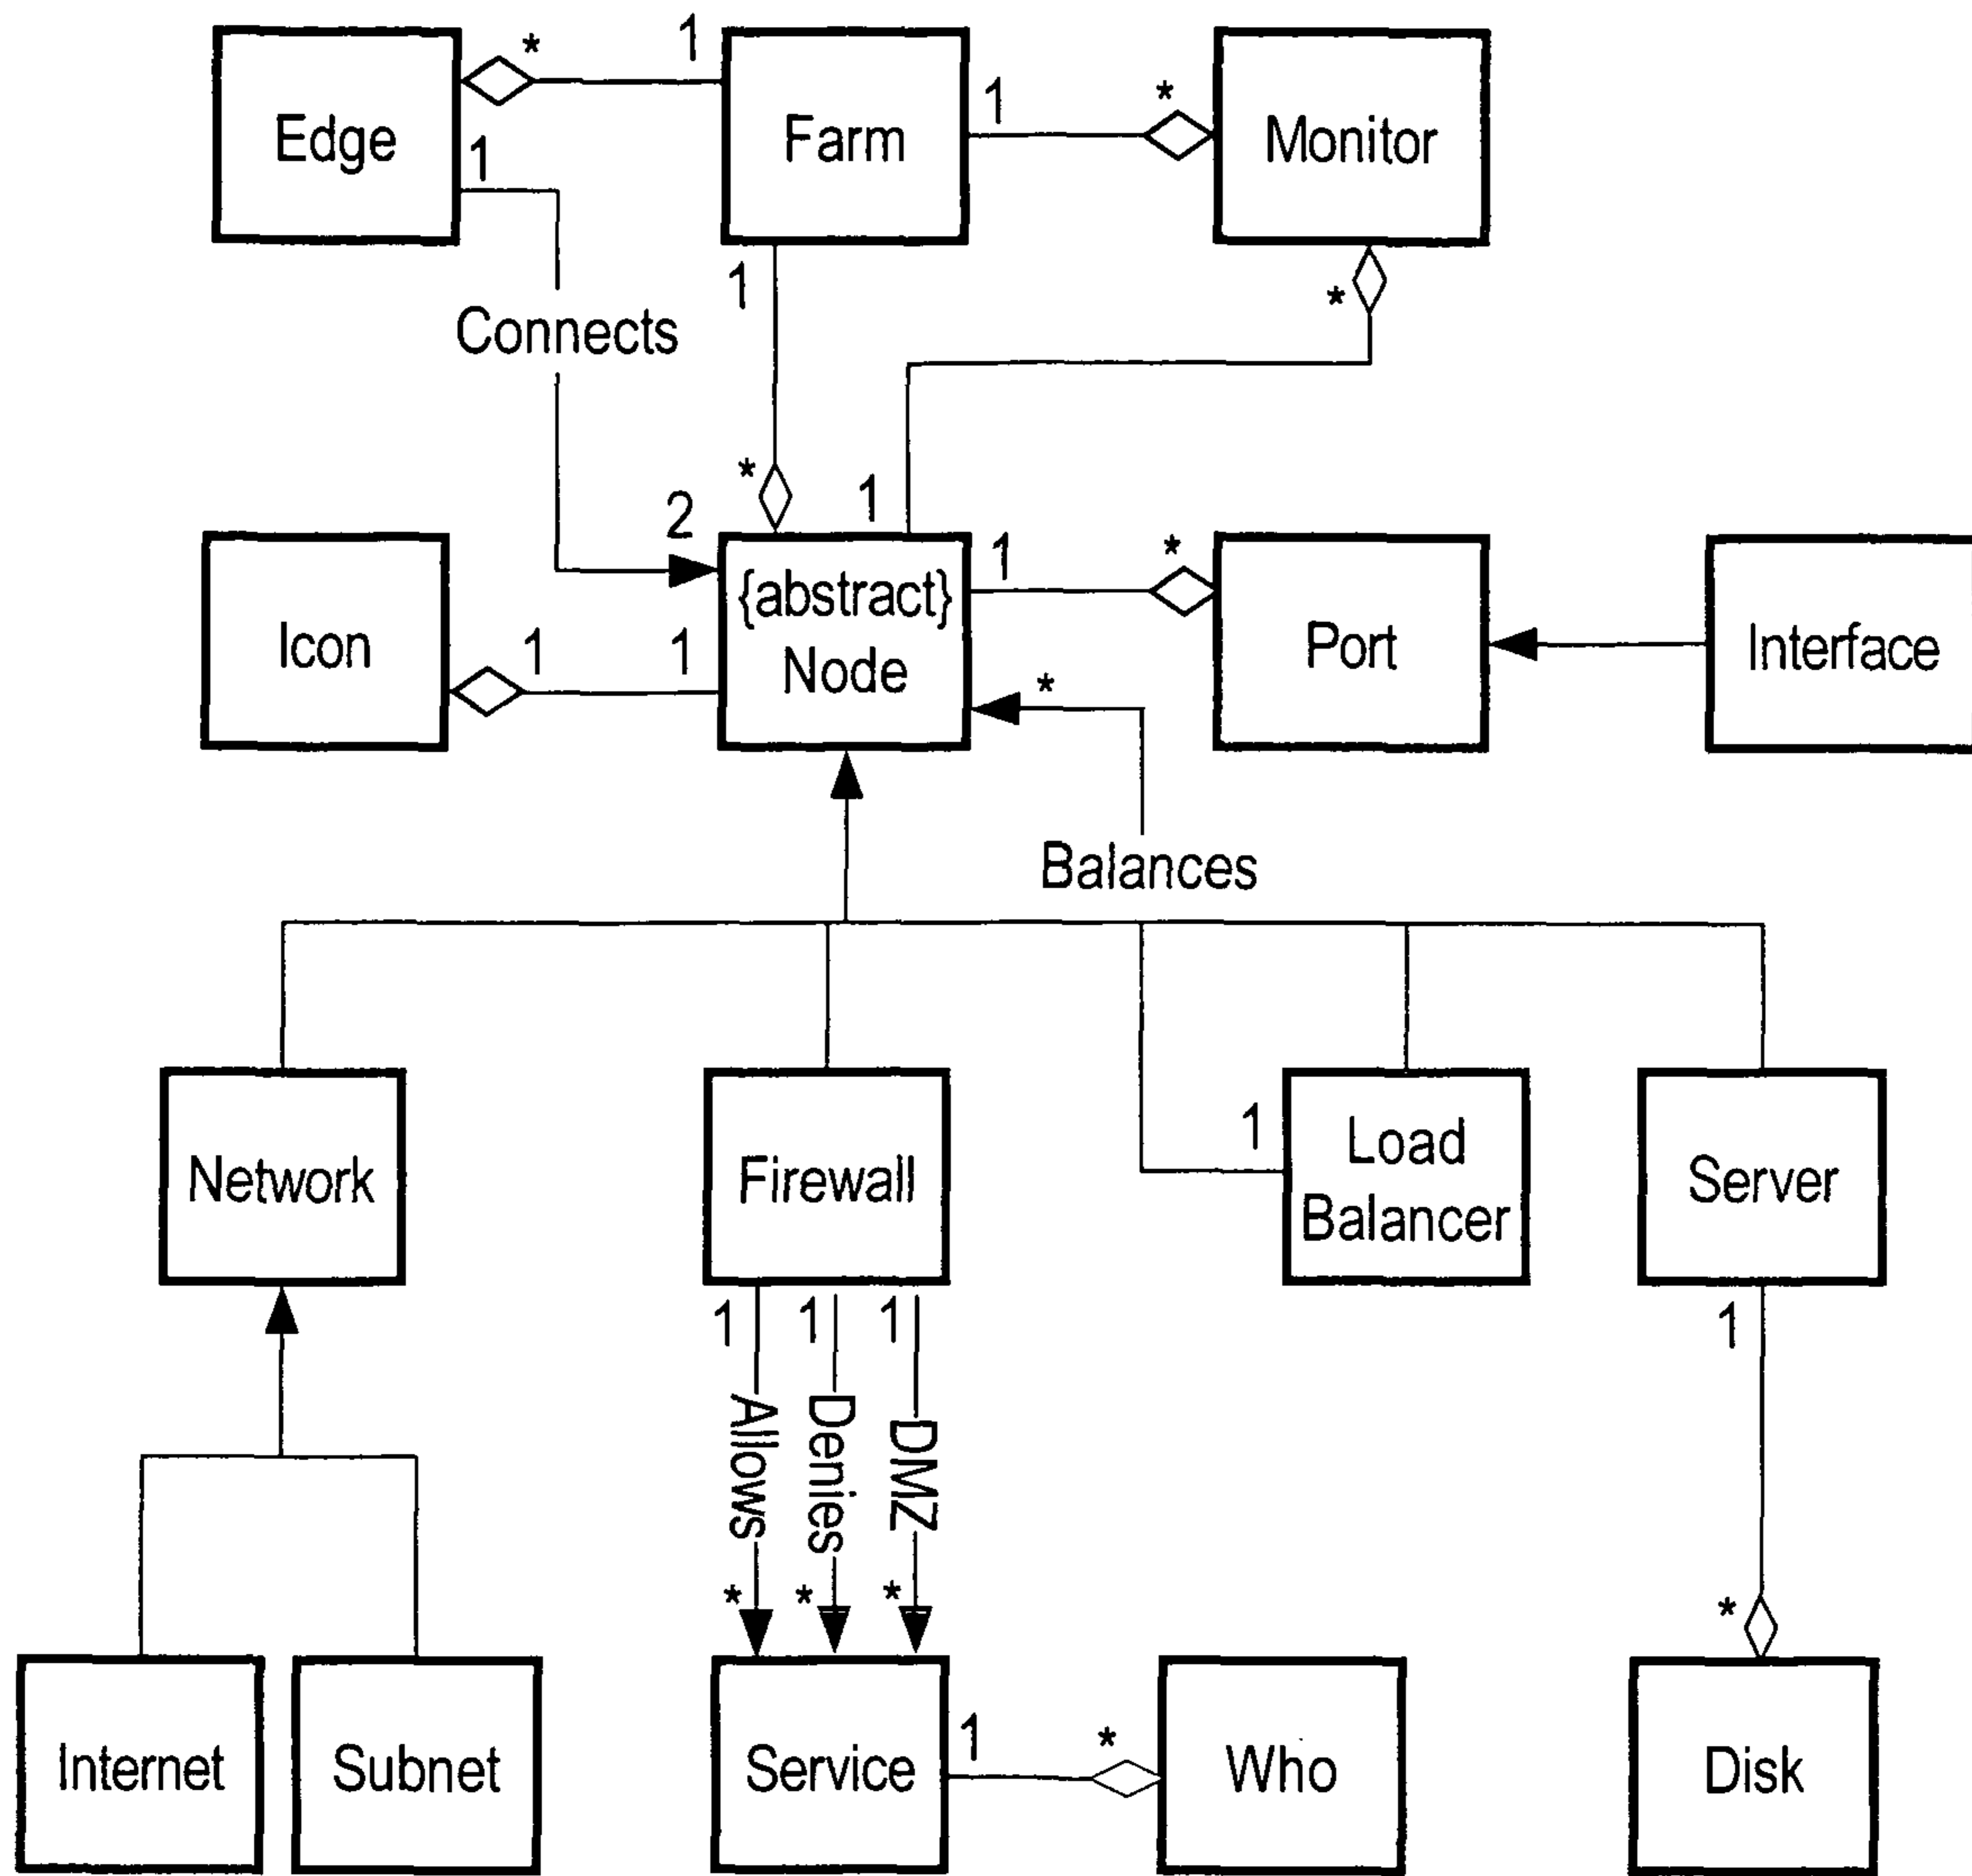 * 1
Edge
Farm
1 *
Monitor
1
1
*
Connects
* 1
2
1 *
{abstract}
Node
Icon
1 1
Port
Interface
*
Balances
Network
Firewall
1
Load
Balancer
Server
1 1 1
1
Allows
Denies
DMZ
* * *
*
Internet
Subnet
Service
1 *
Who
Disk